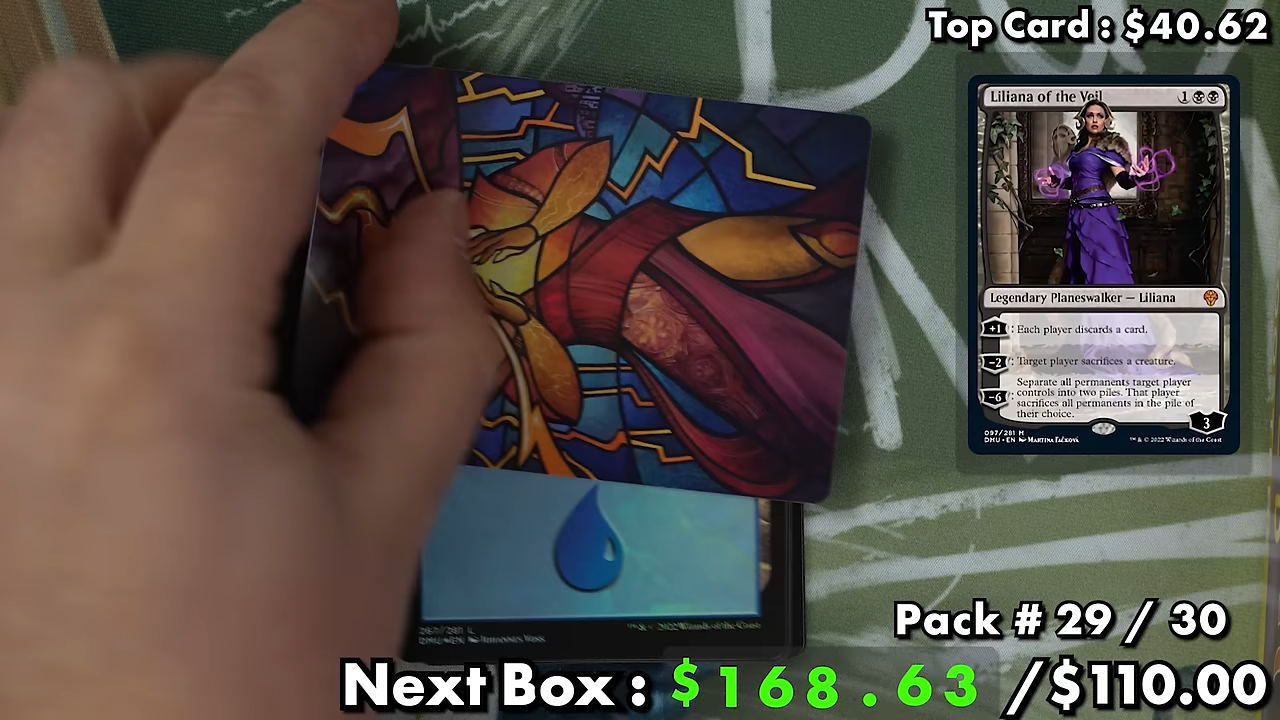 Top Card : $40.62
Liliana of the Veil 1
Legendary Planeswalker — Liliana
+1 : Each player discards a card.
-2 : Target player sacrifices a creature.
Separate all permanents target player
-6 : controls into two piles. That player
sacrifices all permanents in the pile of
their choice.
3
097/281 M
DMU • EN Martina Fačková ™ & © 2022 Wizards of the Coast
Pack # 29 / 30
DMU • EN
™ & © 2022 Wizards of the Coast
Next Box : $168.63 /$110.00